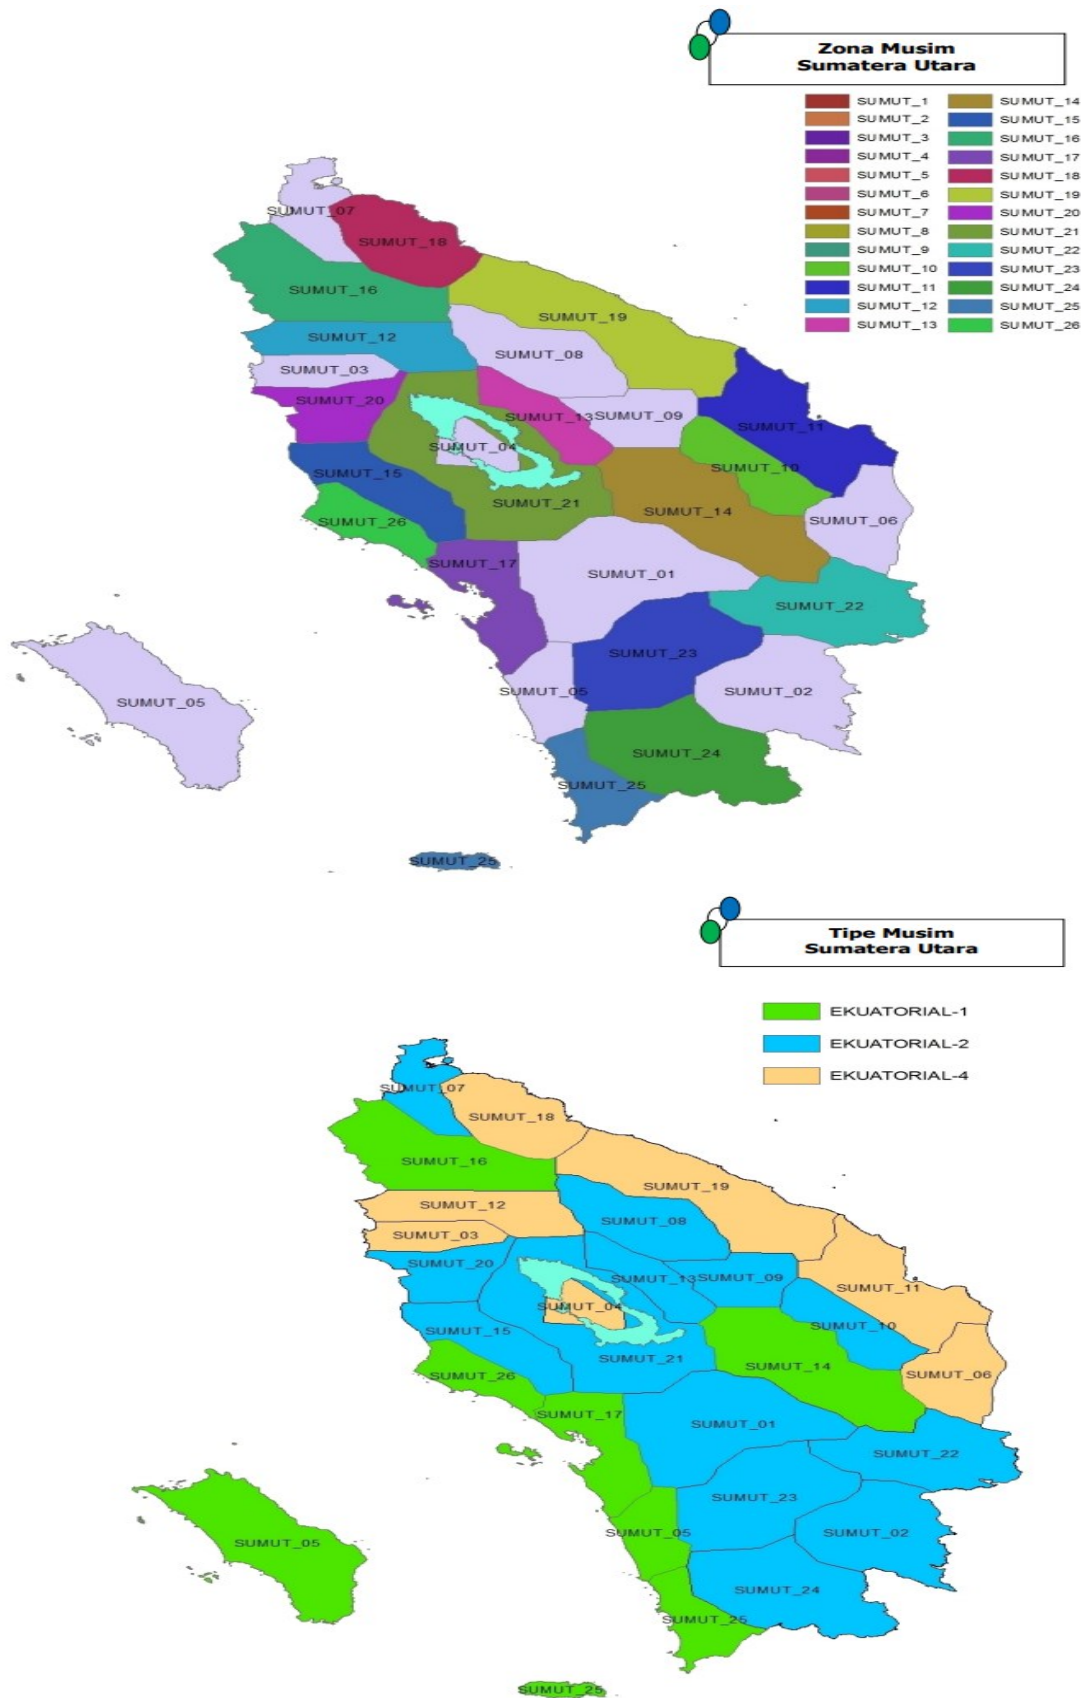 Zona Musim
Sumatera Utara
SUMUT_1
SUMUT_2
SUMUT_3
SUMUT_4
SUMUT_5
SUMUT_6
SUMUT_7
SUMUT_8
SUMUT_9
SUMUT_10
SUMUT_11
SUMUT_12
SUMUT_13
SUMUT_14
SUMUT_15
SUMUT_16
SUMUT_17
SUMUT_18
SUMUT_19
SUMUT_20
SUMUT_21
SUMUT_22
SUMUT_23
SUMUT_24
SUMUT_25
SUMUT_26
SUMUT_07
SUMUT_18
SUMUT_16
SUMUT_19
SUMUT_12
SUMUT_08
SUMUT_03
SUMUT_20
SUMUT_13
SUMUT_09
SUMUT_11
SUMUT_04
SUMUT_10
SUMUT_15
SUMUT_21
SUMUT_14
SUMUT_06
SUMUT_26
SUMUT_17
SUMUT_01
SUMUT_22
SUMUT_23
SUMUT_05
SUMUT_02
SUMUT_05
SUMUT_24
SUMUT_25
SUMUT_25
Tipe Musim
Sumatera Utara
EKUATORIAL-1
EKUATORIAL-2
EKUATORIAL-4
SUMUT_07
SUMUT_18
SUMUT_16
SUMUT_19
SUMUT_12
SUMUT_08
SUMUT_03
SUMUT_20
SUMUT_13
SUMUT_09
SUMUT_11
SUMUT_04
SUMUT_10
SUMUT_15
SUMUT_21
SUMUT_14
SUMUT_06
SUMUT_26
SUMUT_17
SUMUT_01
SUMUT_22
SUMUT_23
SUMUT_05
SUMUT_02
SUMUT_05
SUMUT_24
SUMUT_25
SUMUT_25